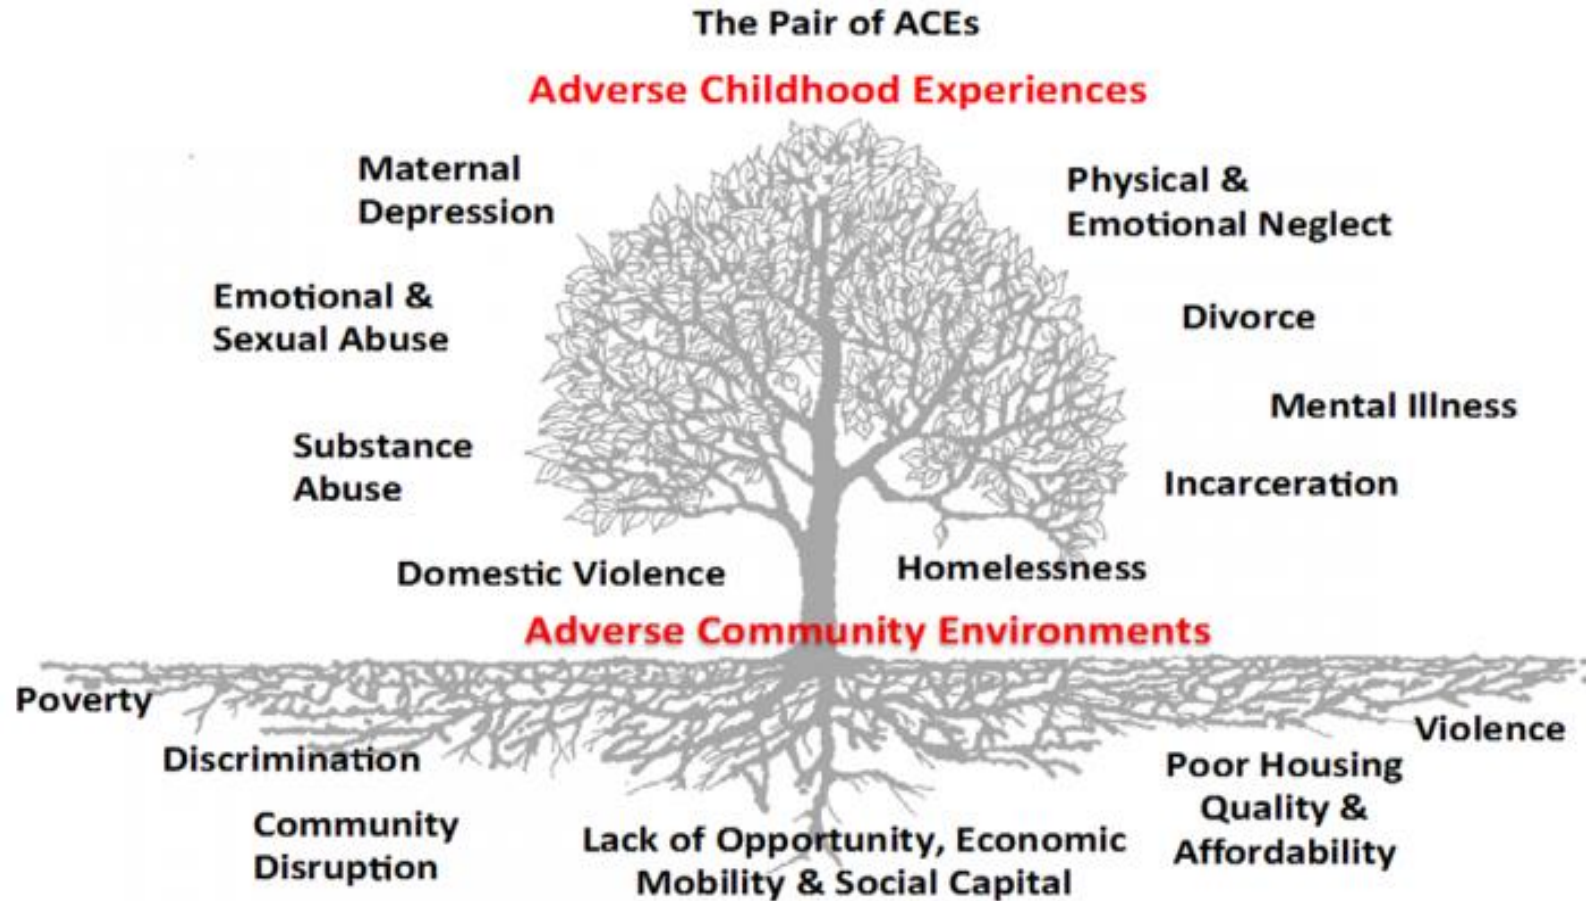 The Pair of ACEs
Adverse Childhood Experiences
Maternal
Depression
Physical &
Emotional Neglect
Emotional &
Sexual Abuse
Divorce
Mental Illness
Substance
Abuse
Incarceration
Domestic Violence
Homelessness
Adverse Community Environments
Poverty
Discrimination
Community
Disruption
Lack of Opportunity, Economic
Mobility & Social Capital
Poor Housing
Quality &
Affordability
Violence